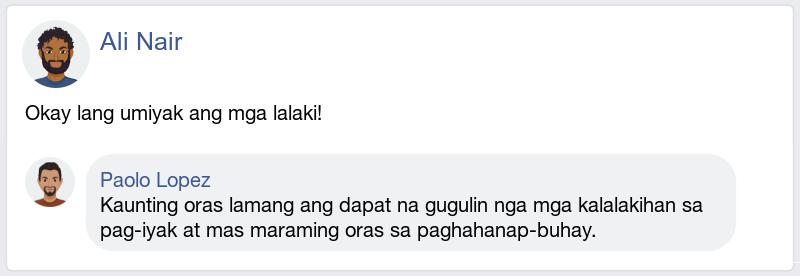 Ali Nair
Okay lang umiyak ang mga lalaki!
Paolo Lopez
Kaunting oras lamang ang dapat na gugulin nga mga kalalakihan sa
pag-iyak at mas maraming oras sa paghahanap-buhay.